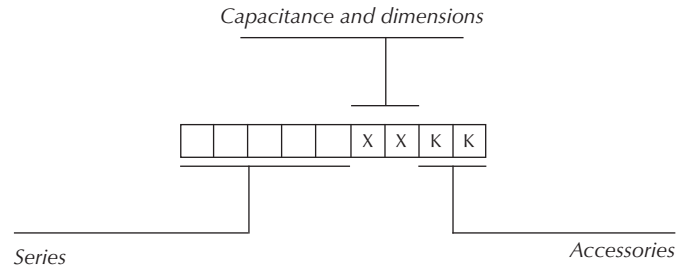 Capacitance and dimensions
X X K K
Series
Accessories